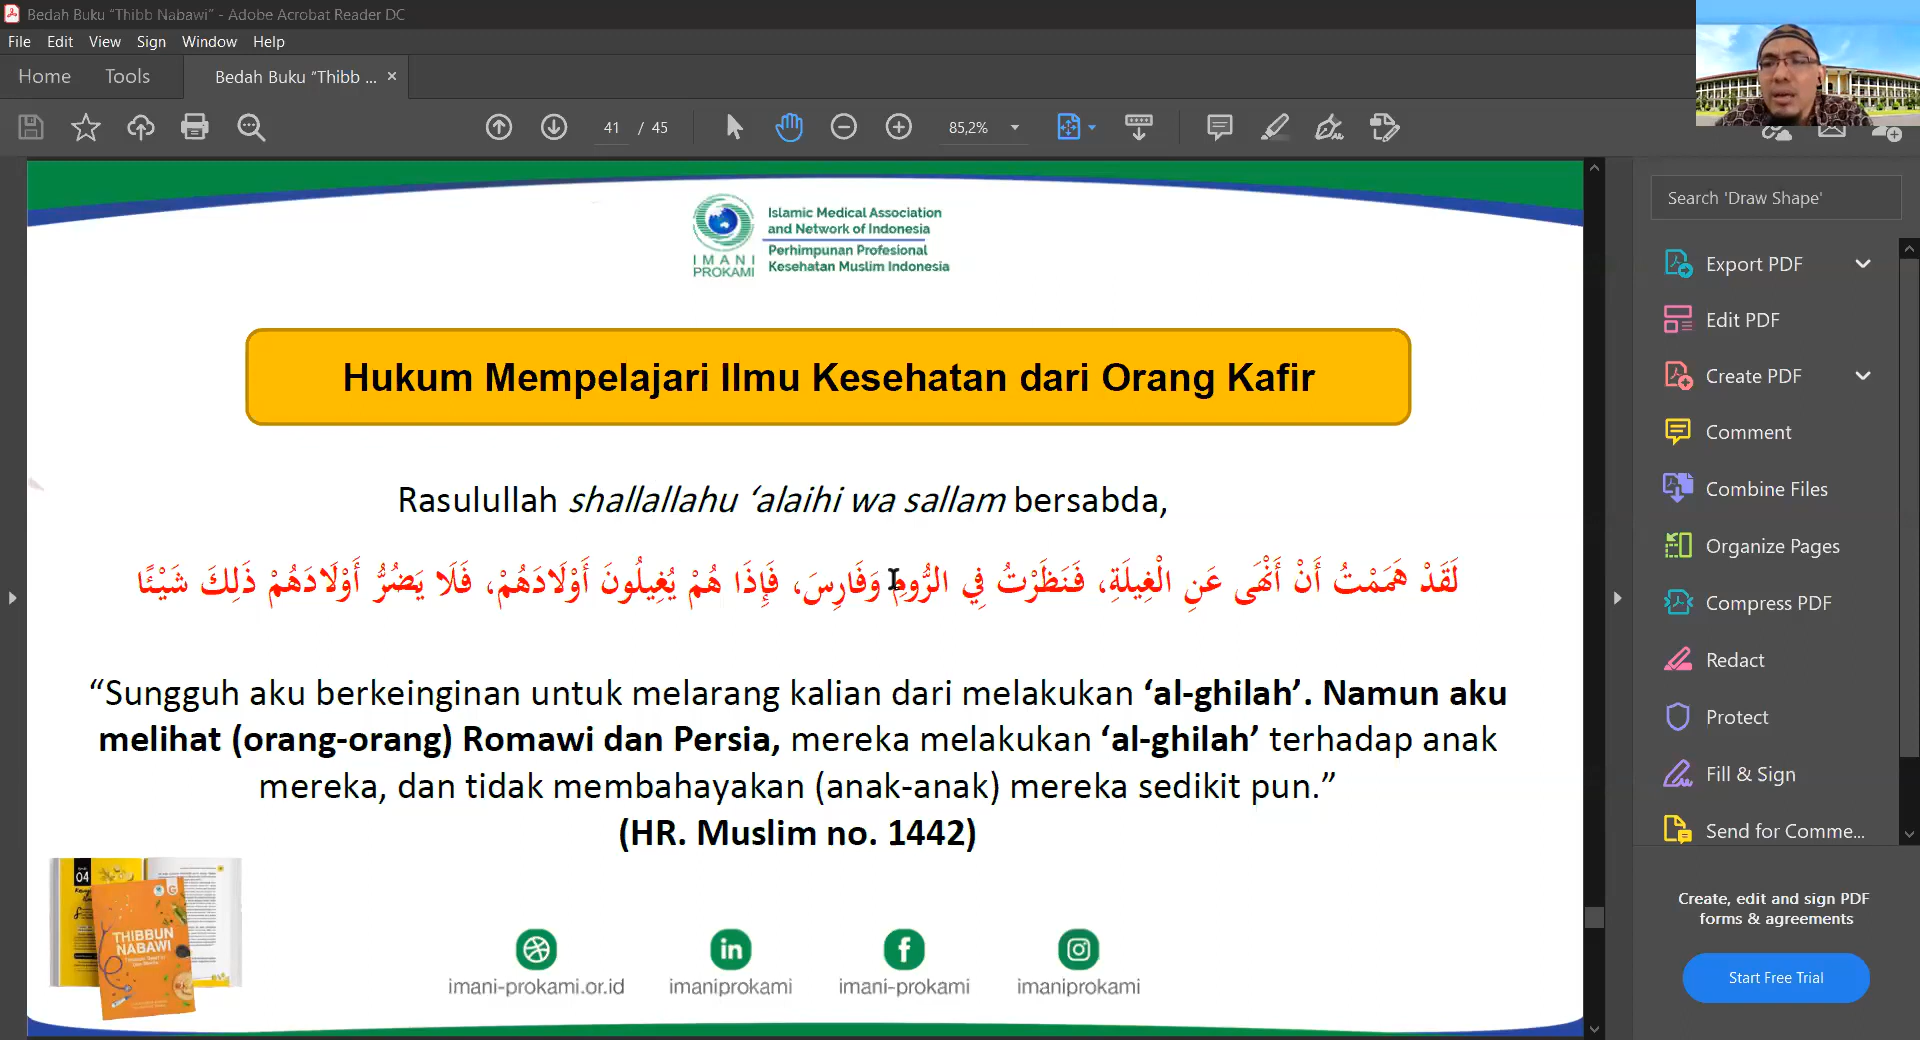 Bedah Buku “Thibb Nabawi” - Adobe Acrobat Reader DC
File Edit View Sign Window Help
Home Tools Bedah Buku “Thibb ... ×
41 / 45 85,2%
Islamic Medical Association
and Network of Indonesia
Perhimpunan Profesional
Kesehatan Muslim Indonesia
IMANI
PROKAMI
Hukum Mempelajari Ilmu Kesehatan dari Orang Kafir
Rasulullah shallallahu ‘alaihi wa sallam bersabda,
لَقَدْ هَمَمْتُ أَنْ أَنْهَى عَنِ الْغِيلَةِ، فَنَظَرْتُ فِي الرُّومِ وَفَارِسَ، فَإِذَا هُمْ يُغِيلُونَ أَوْلَادَهُمْ، فَلَا يَضُرُّ أَوْلَادَهُمْ ذَلِكَ شَيْئًا
“Sungguh aku berkeinginan untuk melarang kalian dari melakukan ‘al-ghilah’. Namun aku
melihat (orang-orang) Romawi dan Persia, mereka melakukan ‘al-ghilah’ terhadap anak
mereka, dan tidak membahayakan (anak-anak) mereka sedikit pun.”
(HR. Muslim no. 1442)
04
THIBBUN
NABAWI
imani-prokami.or.id imaniprokami imani-prokami imaniprokami
Search 'Draw Shape'
Export PDF
Edit PDF
Create PDF
Comment
Combine Files
Organize Pages
Compress PDF
Redact
Protect
Fill & Sign
Send for Comme...
Create, edit and sign PDF
forms & agreements
Start Free Trial